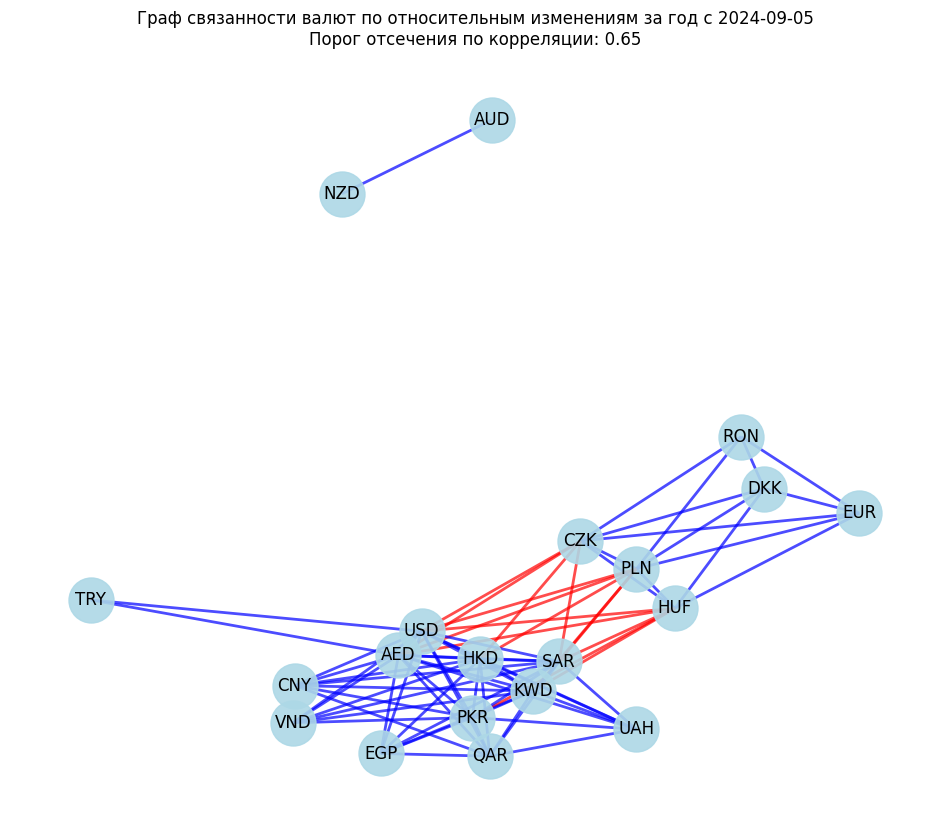 Граф связанности валют по относительным изменениям за год с 2024-09-05
Порог отсечения по корреляции: 0.65
AUD
NZD
RON
DKK
EUR
CZK
PLN
TRY
HUF
USD
AED
HKD
SAR
CNY
KWD
VND
PKR
UAH
EGP
QAR